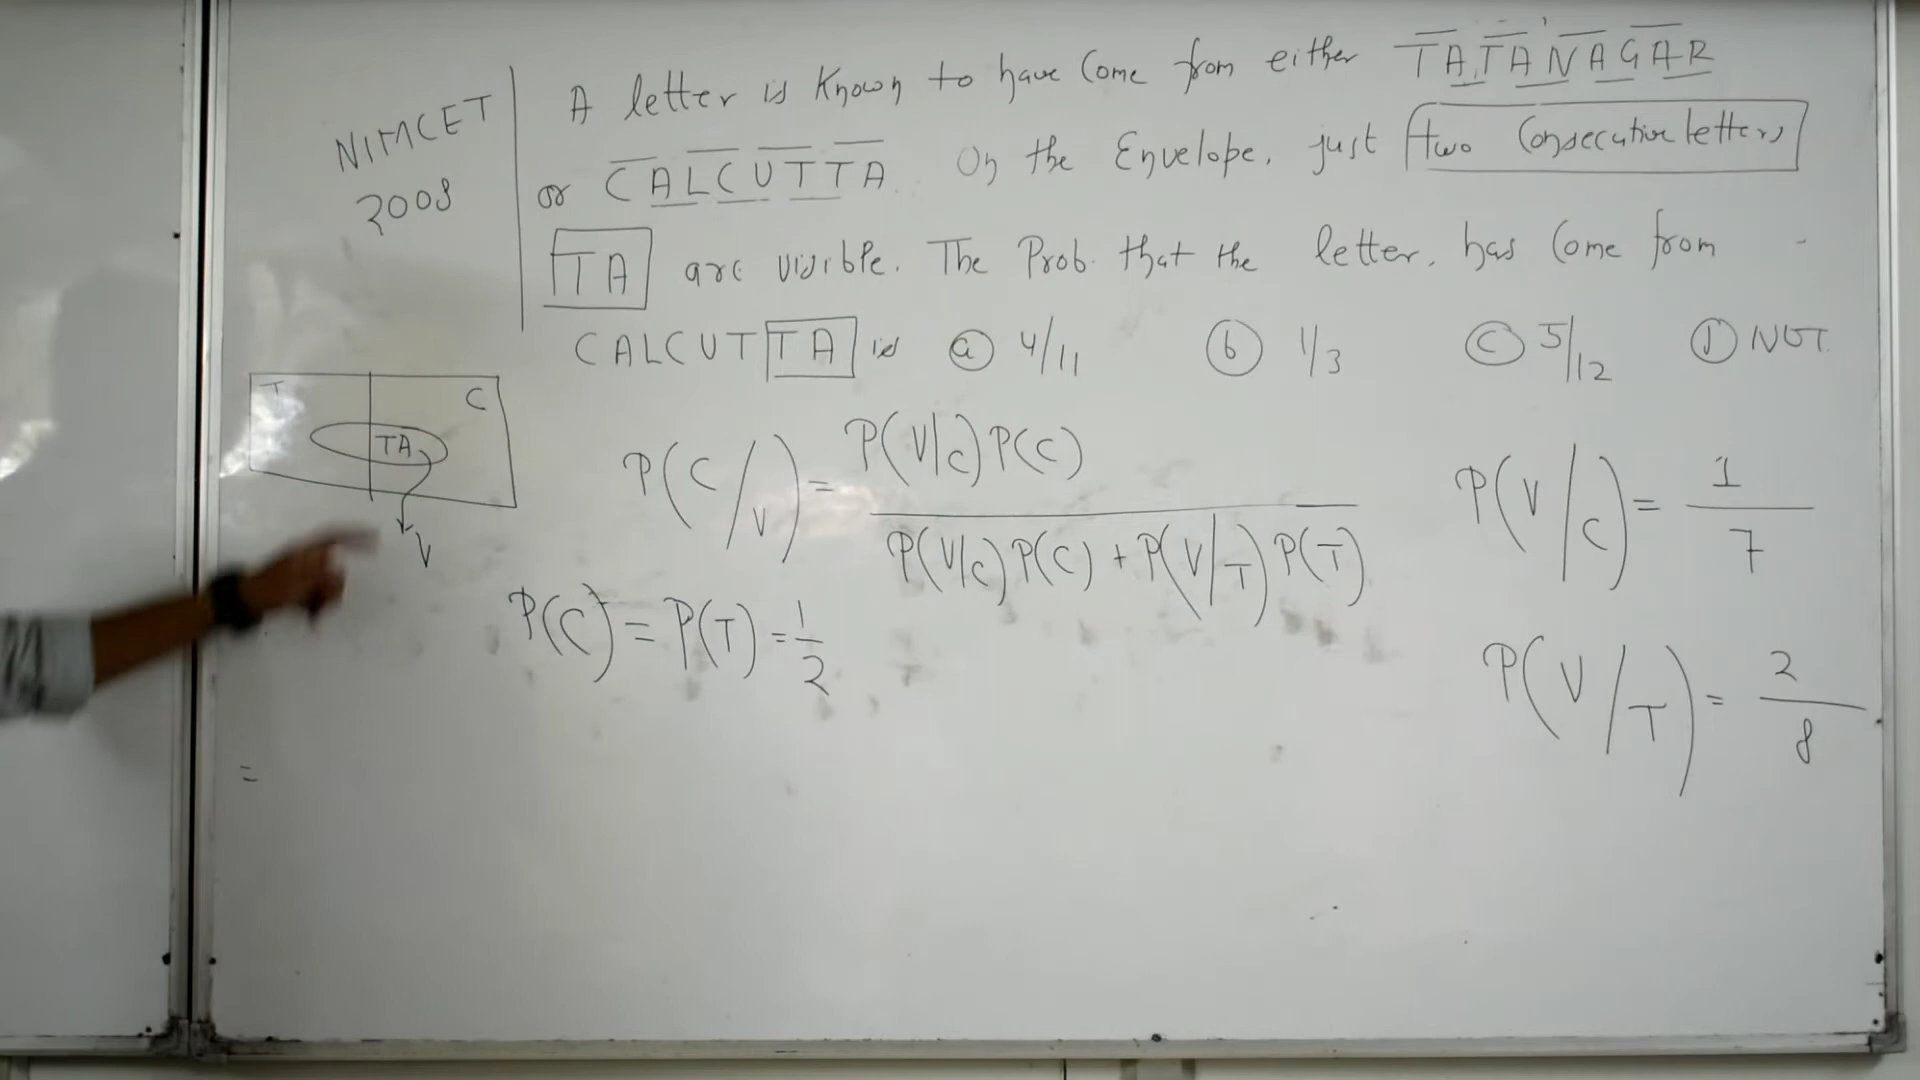 NIMCET
2008
A letter is Known to have Come from either TATANAGAR
or CALCUTTA On the Envelope, just two Consecutive letters
TA are visible. The Prob. that the letter. has Come from
CALCUTTA is (a) 4/11 (b) 1/3 (c) 5/12 (d) NOT
T C
TA
V
P(C/V) = P(V/C) P(C) / P(V/C) P(C) + P(V/T) P(T)
P(V/C) = 1/7
P(C) = P(T) = 1/2
P(V/T) = 2/8
=